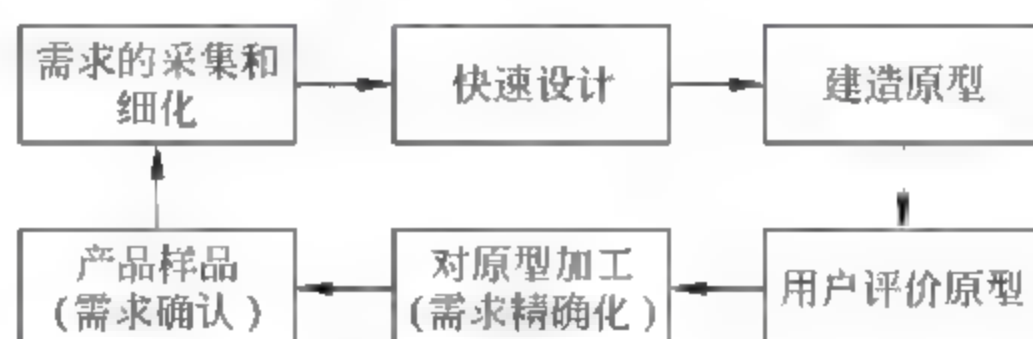 需求的采集和
细化
快速设计
建造原型
产品样品
(需求确认)
对原型加工
(需求精确化)
用户评价原型